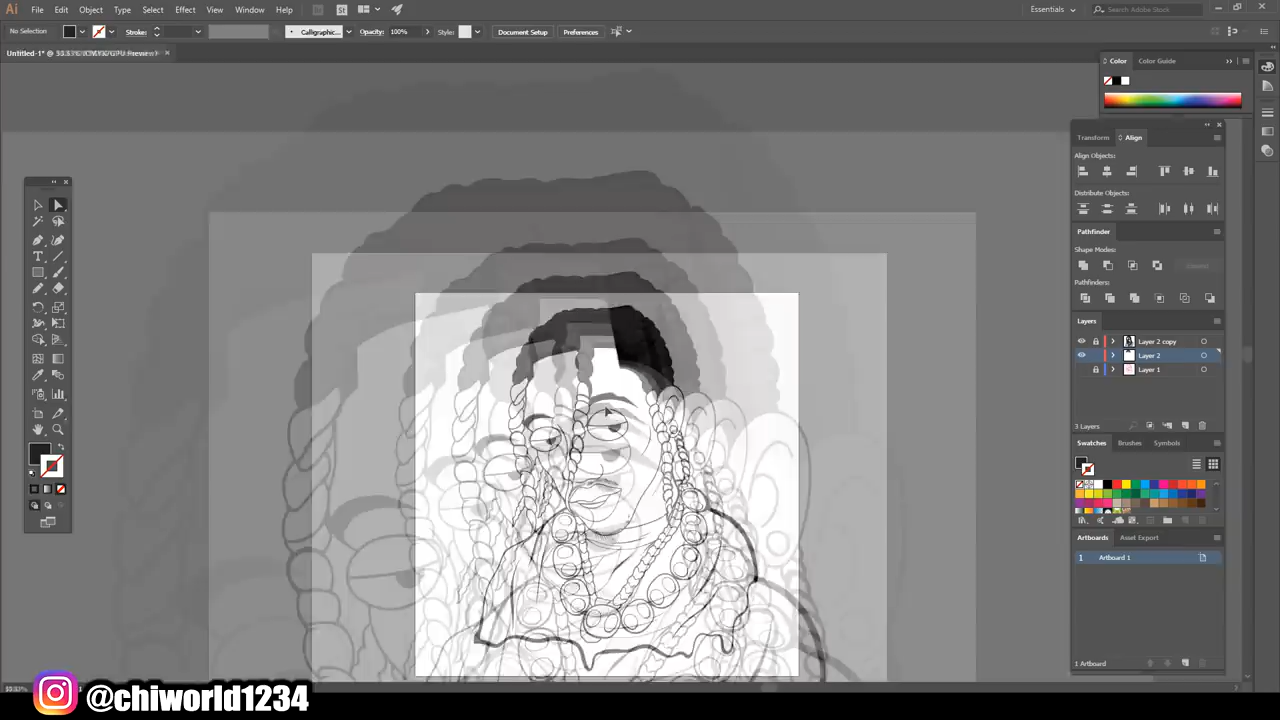 Ai File Edit Object Type Select Effect View Window Help Br St Essentials Search Adobe Stock
No Selection Stroke: Calligraphic... Opacity: 100% Style: Document Setup Preferences
Untitled-1* @
Color Color Guide
Transform Align
Align Objects:
Distribute Objects:
Pathfinder
Shape Modes:
Pathfinders:
Layers
Layer 2 copy
Layer 2
Layer 1
3 Layers
Swatches Brushes Symbols
Artboards Asset Export
1 Artboard 1
1 Artboard
@chiworld1234